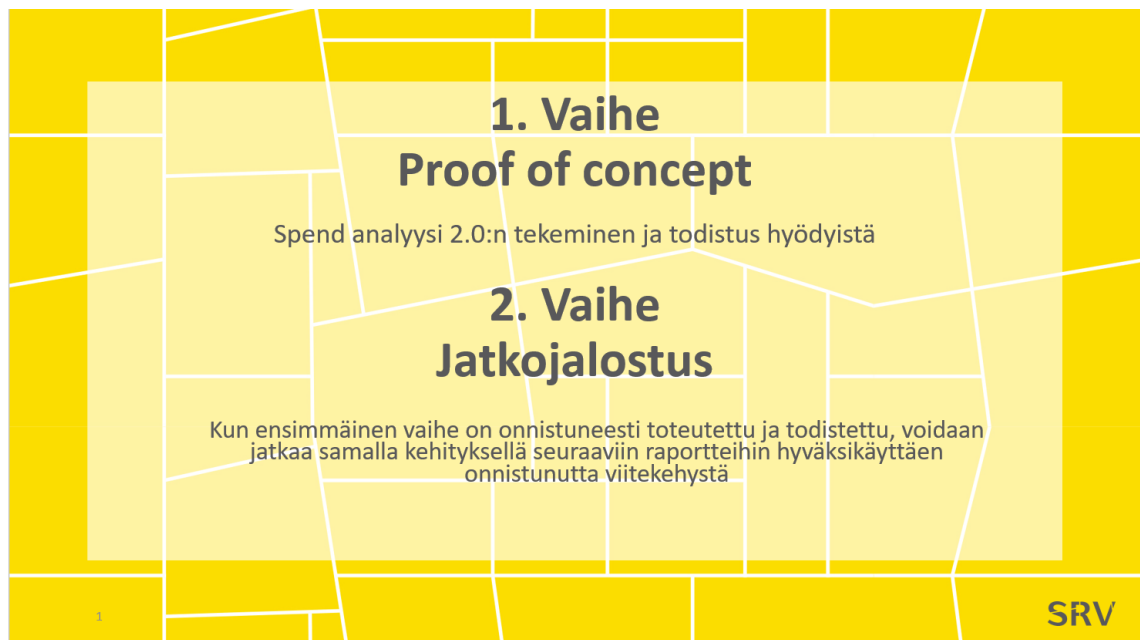 1. Vaihe
Proof of concept
Spend analyysi 2.0:n tekeminen ja todistus hyödyistä
2. Vaihe
Jatkojalostus
Kun ensimmäinen vaihe on onnistuneesti toteutettu ja todistettu, voidaan
jatkaa samalla kehityksellä seuraaviin raportteihin hyväksikäyttäen
onnistunutta viitekehystä
1
SRV